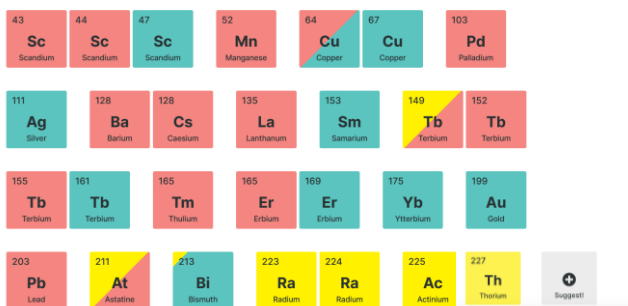 43 44 47 52 64 67 103
Sc Sc Sc Mn Cu Cu Pd
Scandium Scandium Scandium Manganese Copper Copper Palladium
111 128 128 135 153 149 152
Ag Ba Cs La Sm Tb Tb
Silver Barium Caesium Lanthanum Samarium Terbium Terbium
155 161 165 165 169 175 199
Tb Tb Tm Er Er Yb Au
Terbium Terbium Thulium Erbium Erbium Ytterbium Gold
203 211 213 223 224 225 227
Pb At Bi Ra Ra Ac Th
Lead Astatine Bismuth Radium Radium Actinium Thorium Suggest!